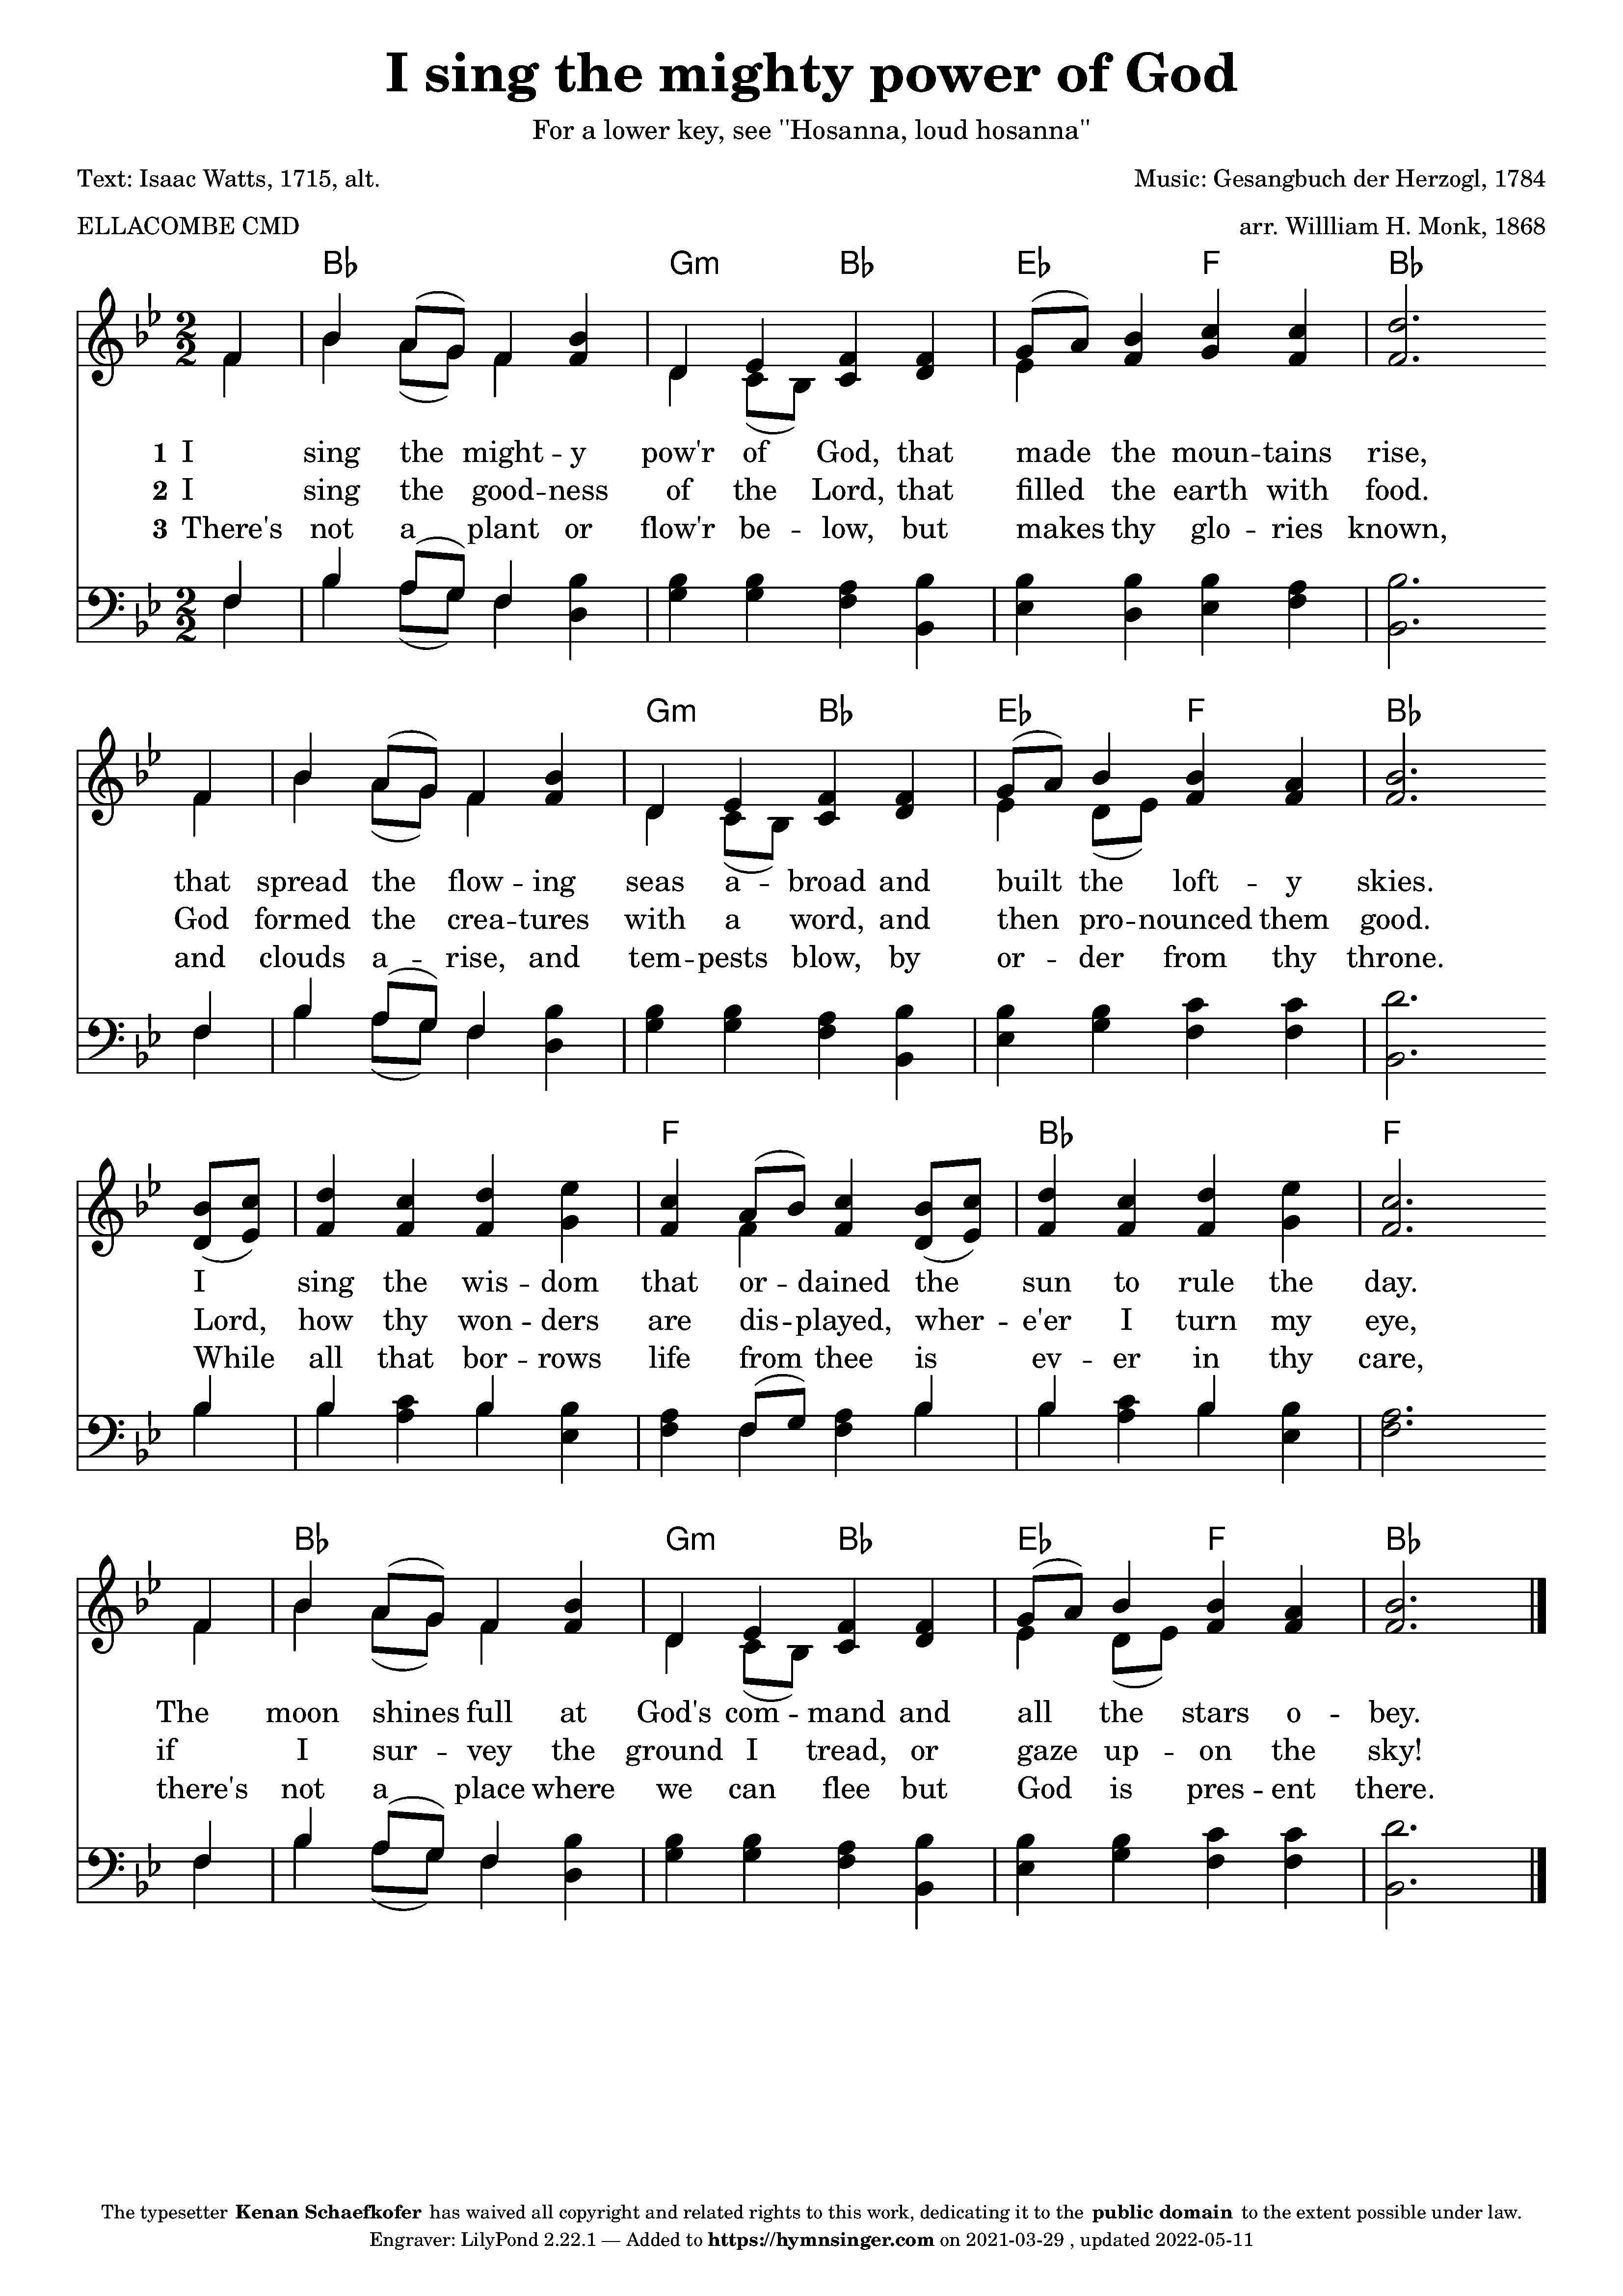 I sing the mighty power of God
For a lower key, see "Hosanna, loud hosanna"
Text: Isaac Watts, 1715, alt.
Music: Gesangbuch der Herzogl, 1784
ELLACOMBE CMD
arr. Willliam H. Monk, 1868
B♭ Gm B♭ E♭ F B♭
1 I sing the might -- y pow'r of God, that made the moun -- tains rise,
2 I sing the good -- ness of the Lord, that filled the earth with food.
3 There's not a plant or flow'r be -- low, but makes thy glo -- ries known,
Gm B♭ E♭ F B♭
that spread the flow -- ing seas a -- broad and built the loft -- y skies.
God formed the crea -- tures with a word, and then pro -- nounced them good.
and clouds a -- rise, and tem -- pests blow, by or -- der from thy throne.
F B♭ F
I sing the wis -- dom that or -- dained the sun to rule the day.
Lord, how thy won -- ders are dis -- played, wher -- e'er I turn my eye,
While all that bor -- rows life from thee is ev -- er in thy care,
B♭ Gm B♭ E♭ F B♭
The moon shines full at God's com -- mand and all the stars o -- bey.
if I sur -- vey the ground I tread, or gaze up -- on the sky!
there's not a place where we can flee but God is pres -- ent there.
The typesetter Kenan Schaefkofer has waived all copyright and related rights to this work, dedicating it to the public domain to the extent possible under law.
Engraver: LilyPond 2.22.1 — Added to https://hymnsinger.com on 2021-03-29 , updated 2022-05-11